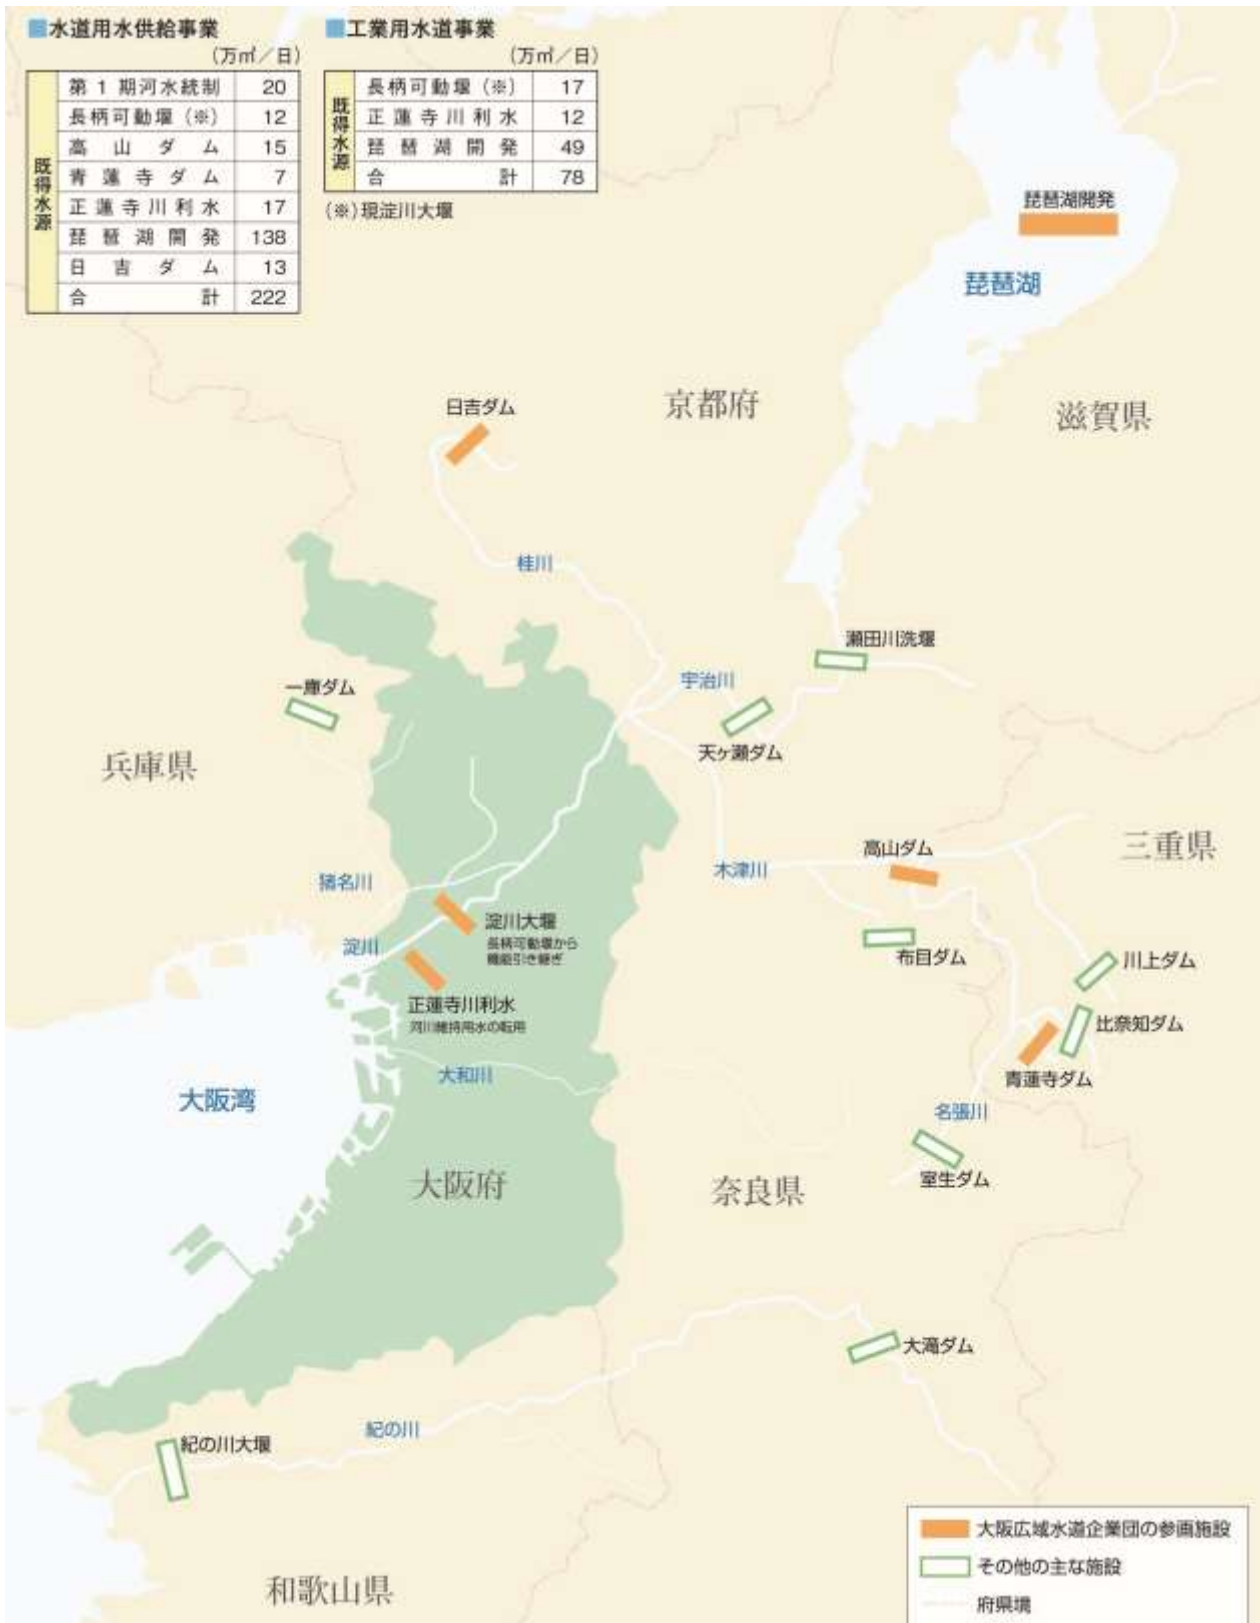 水道用水供給事業
(万㎥/日)
既得水源
第1期河水統制 20
長柄可動堰(※) 12
高山ダム 15
青蓮寺ダム 7
正蓮寺川利水 17
琵琶湖開発 138
日吉ダム 13
合計 222
工業用水道事業
(万㎥/日)
既得水源
長柄可動堰(※) 17
正蓮寺川利水 12
琵琶湖開発 49
合計 78
(※)現淀川大堰
琵琶湖開発
琵琶湖
京都府
滋賀県
日吉ダム
桂川
瀬田川洗堰
宇治川
一庫ダム
天ヶ瀬ダム
兵庫県
三重県
高山ダム
木津川
猪名川
淀川大堰
長柄可動堰から
機能引き継ぎ
淀川
布目ダム
川上ダム
正蓮寺川利水
河川維持用水の転用
比奈知ダム
大和川
青蓮寺ダム
大阪湾
名張川
大阪府
奈良県
室生ダム
大滝ダム
紀の川
紀の川大堰
和歌山県
大阪広域水道企業団の参画施設
その他の主な施設
府県境